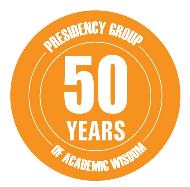 PRESIDENCY GROUP
50
YEARS
OF ACADEMIC WISDOM